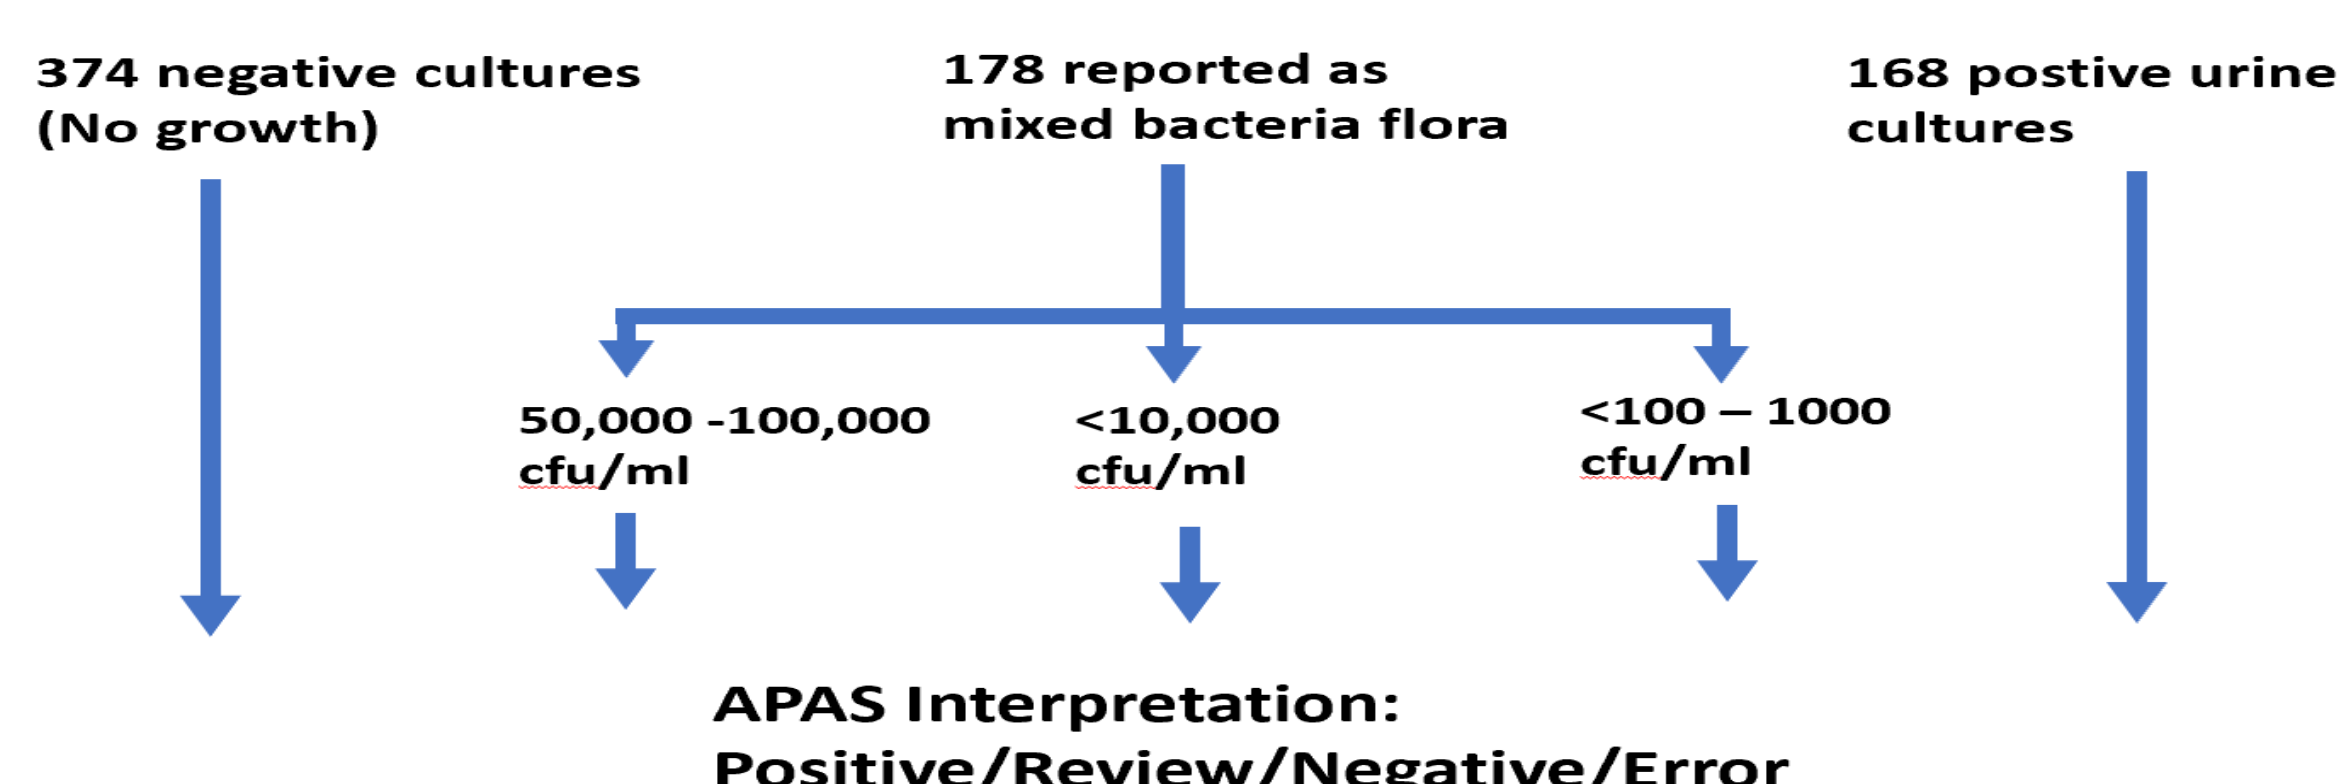 374 negative cultures
(No growth)
178 reported as
mixed bacteria flora
168 postive urine
cultures
50,000 -100,000
cfu/ml
<10,000
cfu/ml
<100 – 1000
cfu/ml
APAS Interpretation:
Positive/Review/Negative/Error